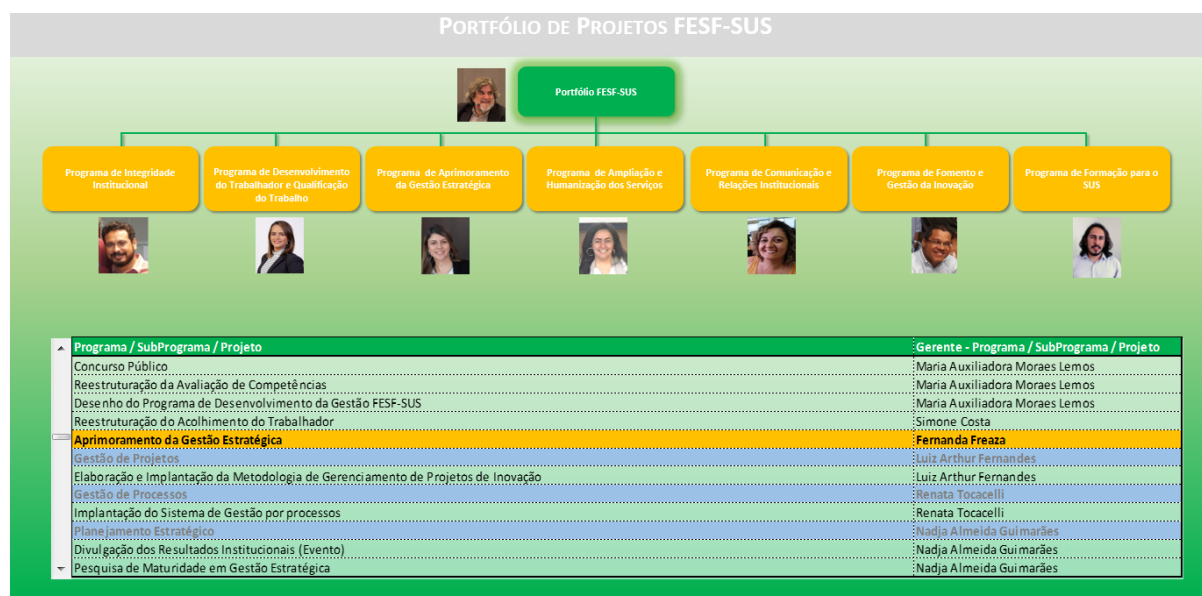 PORTFÓLIO DE PROJETOS FESF-SUS
Portfólio FESF-SUS
Programa de Integridade
Institucional
Programa de Desenvolvimento
do Trabalhador e Qualificação
do Trabalho
Programa de Aprimoramento
da Gestão Estratégica
Programa de Ampliação e
Humanização dos Serviços
Programa de Comunicação e
Relações Institucionais
Programa de Fomento e
Gestão da Inovação
Programa de Formação para o
SUS
Programa / SubPrograma / Projeto Gerente - Programa / SubPrograma / Projeto
Concurso Público Maria Auxiliadora Moraes Lemos
Reestruturação da Avaliação de Competências Maria Auxiliadora Moraes Lemos
Desenho do Programa de Desenvolvimento da Gestão FESF-SUS Maria Auxiliadora Moraes Lemos
Reestruturação do Acolhimento do Trabalhador Simone Costa
Aprimoramento da Gestão Estratégica Fernanda Freaza
Gestão de Projetos Luiz Arthur Fernandes
Elaboração e Implantação da Metodologia de Gerenciamento de Projetos de Inovação Luiz Arthur Fernandes
Gestão de Processos Renata Tocacelli
Implantação do Sistema de Gestão por processos Renata Tocacelli
Planejamento Estratégico Nadja Almeida Guimarães
Divulgação dos Resultados Institucionais (Evento) Nadja Almeida Guimarães
Pesquisa de Maturidade em Gestão Estratégica Nadja Almeida Guimarães